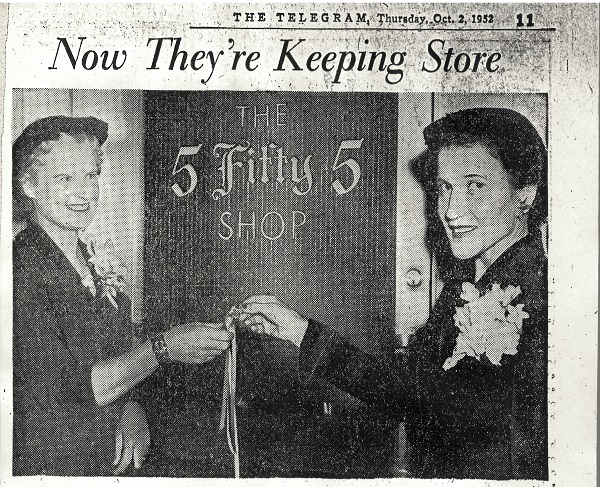 THE TELEGRAM, Thursday, Oct. 2, 1952 11
Now They're Keeping Store
THE
5 Fifty 5
SHOP